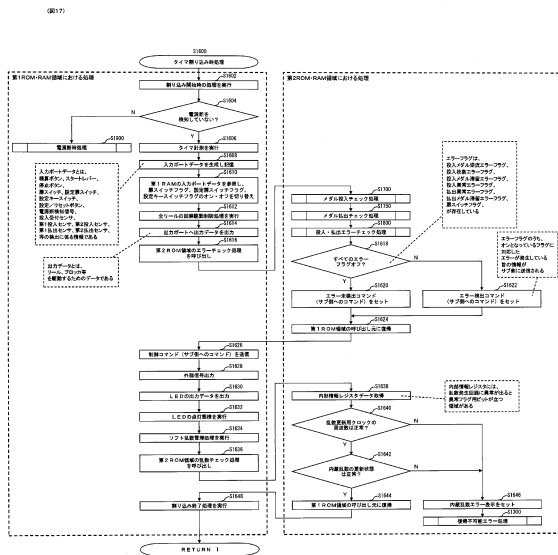 (図17)
S1600
タイマ割り込み時処理
第1ROM・RAM領域における処理
S1602
割り込み開始時の処理を実行
S1604
電源断を
検知していない?
N
Y
S1900
電源断時処理
S1606
タイマ計測を実行
S1608
入力ポートデータを生成し記憶
S1610
第1RAMの入力ポートデータを参照し、
扉スイッチフラグ、設定扉スイッチフラグ、
設定キースイッチフラグのオン・オフを切り替え
S1612
全リールの回胴駆動制御処理を実行
S1614
出力ポートへ出力データを出力
S1616
第2ROM領域のエラーチェック処理
を呼び出し
入力ポートデータとは、
精算ボタン、スタートレバー、
停止ボタン、
扉スイッチ、設定扉スイッチ、
設定キースイッチ、
設定/リセットボタン、
電源断検知信号、
投入受付センサ、
第1投入センサ、第2投入センサ、
第1払出センサ、第2払出センサ、
等の検出に係る情報である
出力データとは、
リール、ブロッカ等
を駆動するためのデータである
第2ROM・RAM領域における処理
S1700
メダル投入チェック処理
S1750
メダル払出チェック処理
S1800
投入・払出エラーチェック処理
S1618
すべてのエラー
フラグオフ?
N
Y
S1620
エラー未検出コマンド
(サブ側へのコマンド)をセット
S1622
エラー検出コマンド
(サブ側へのコマンド)をセット
S1624
第1ROM領域の呼び出し元に復帰
エラーフラグは、
投入メダル逆流エラーフラグ、
投入枚数エラーフラグ、
投入メダル滞留エラーフラグ、
投入異常エラーフラグ、
払出異常エラーフラグ、
払出メダル滞留エラーフラグ、
扉スイッチフラグ、
が存在している
エラーフラグのうち、
オンとなっているフラグに
対応した
エラーが発生している
旨の情報が
サブ側に送信される
S1626
制御コマンド(サブ側へのコマンド)を送信
S1628
外部信号出力
S1630
LEDの出力データを出力
S1632
LEDの点灯態様を実行
S1634
ソフト乱数管理処理を実行
S1636
第2ROM領域の乱数チェック処理
を呼び出し
S1638
内部情報レジスタデータ取得
内部情報レジスタには、
乱数発生回路に異常が出ると
異常フラグ用ビットが立つ
領域がある
S1640
乱数更新用クロックの
周波数は正常?
N
Y
S1642
内蔵乱数の更新状態
は正常?
N
Y
S1644
第1ROM領域の呼び出し元に復帰
S1646
内蔵乱数エラー表示をセット
S1300
復帰不可能エラー処理
S1648
割り込み終了処理を実行
RETURN I